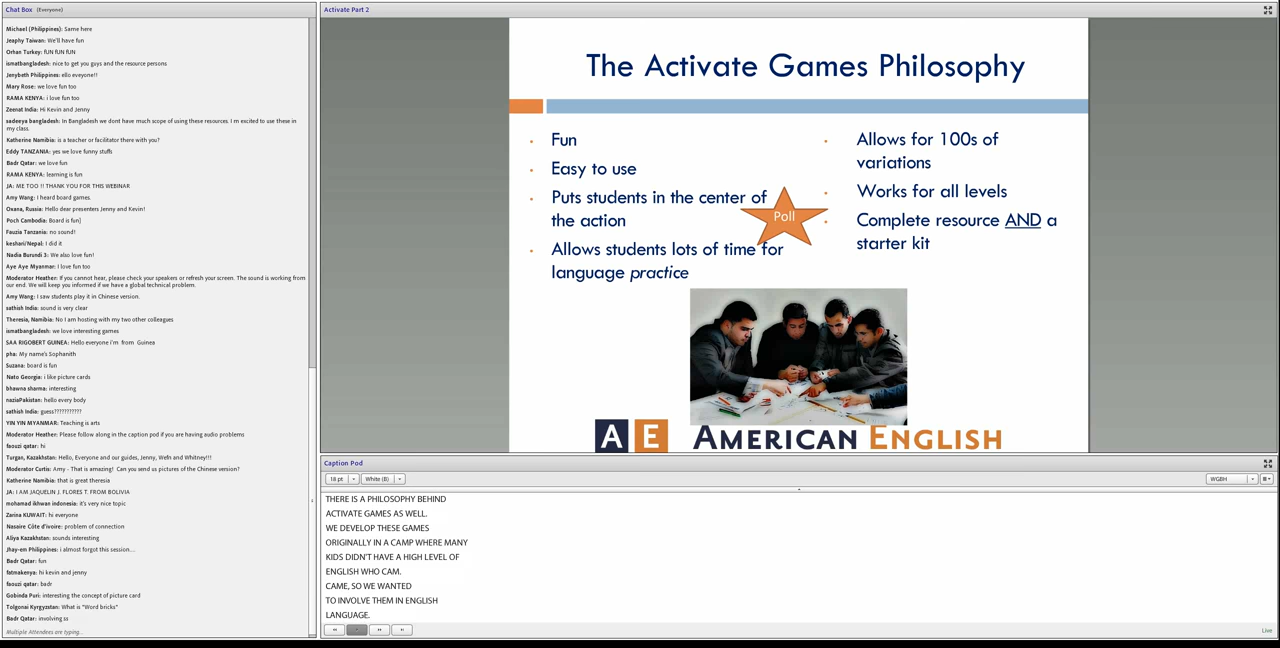 Chat Box (Everyone)
Michael (Philippines): Same here
Jeaphy Taiwan: We'll have fun
Orhan Turkey: fUN fUN fUN
ismatbangladesh: nice to get you guys and the resource persons
Jenybeth Philippines: ello eveyone!!
Mary Rose: we love fun too
RAMA KENYA: i love fun too
Zeenat India: Hi Kevin and Jenny
sadeeya bangladesh: In Bangladesh we dont have much scope of using these resources. I m excited to use these in
my class.
Katherine Namibia: is a teacher or facilitator there with you?
Eddy TANZANIA: yes we love funny stuffs
Badr Qatar: we love fun
RAMA KENYA: learning is fun
JA: ME TOO !! THANK YOU FOR THIS WEBINAR
Amy Wang: I heard board games.
Oxana, Russia: Hello dear presenters Jenny and Kevin!
Poch Cambodia: Board is fun]
Fauzia Tanzania: no sound!
keshari/Nepal: I did it
Nadia Burundi 3: We also love fun!
Aye Aye Myanmar: I love fun too
Moderator Heather: If you cannot hear, please check your speakers or refresh your screen. The sound is working from
our end. We will keep you informed if we have a global technical problem.
Amy Wang: I saw students play it in Chinese version.
sathish India: sound is very clear
Theresia, Namibia: No I am hosting with my two other colleagues
ismatbangladesh: we love interesting games
SAA RIGOBERT GUINEA: Hello everyone i'm from Guinea
pha: My name's Sophanith
Suzana: board is fun
Nato Georgia: i like picture cards
bhawna sharma: interesting
naziaPakistan: hello every body
sathish India: guess???????????
YIN YIN MYANMAR: Teaching is arts
Moderator Heather: Please follow along in the caption pod if you are having audio problems
faouzi qatar: hi
Turgan, Kazakhstan: Hello, Everyone and our guides, Jenny, Wefn and Whitney!!!
Moderator Curtis: Amy - That is amazing! Can you send us pictures of the Chinese version?
Katherine Namibia: that is great theresia
JA: I AM JAQUELIN J. FLORES T. FROM BOLIVIA
mohamad ikhwan indonesia: it's very nice topic
Zarina KUWAIT: hi everyone
Nasaire Côte d'ivoire: problem of connection
Aliya Kazakhstan: sounds interesting
Jhay-em Philippines: i almost forgot this session...
Badr Qatar: fun
fatmakenya: hi kevin and jenny
faouzi qatar: badr
Gobinda Puri: interesting the concept of picture card
Tolgonai Kyrgyzstan: What is "Word bricks"
Badr Qatar: involving ss
Multiple Attendees are typing...
Activate Part 2
The Activate Games Philosophy
Fun
Easy to use
Puts students in the center of
the action
Allows students lots of time for
language practice
Poll
Allows for 100s of
variations
Works for all levels
Complete resource AND a
starter kit
A E AMERICAN ENGLISH
Caption Pod
18 pt White (B) WGBH
THERE IS A PHILOSOPHY BEHIND
ACTIVATE GAMES AS WELL.
WE DEVELOP THESE GAMES
ORIGINALLY IN A CAMP WHERE MANY
KIDS DIDN'T HAVE A HIGH LEVEL OF
ENGLISH WHO CAM.
CAME, SO WE WANTED
TO INVOLVE THEM IN ENGLISH
LANGUAGE.
Live